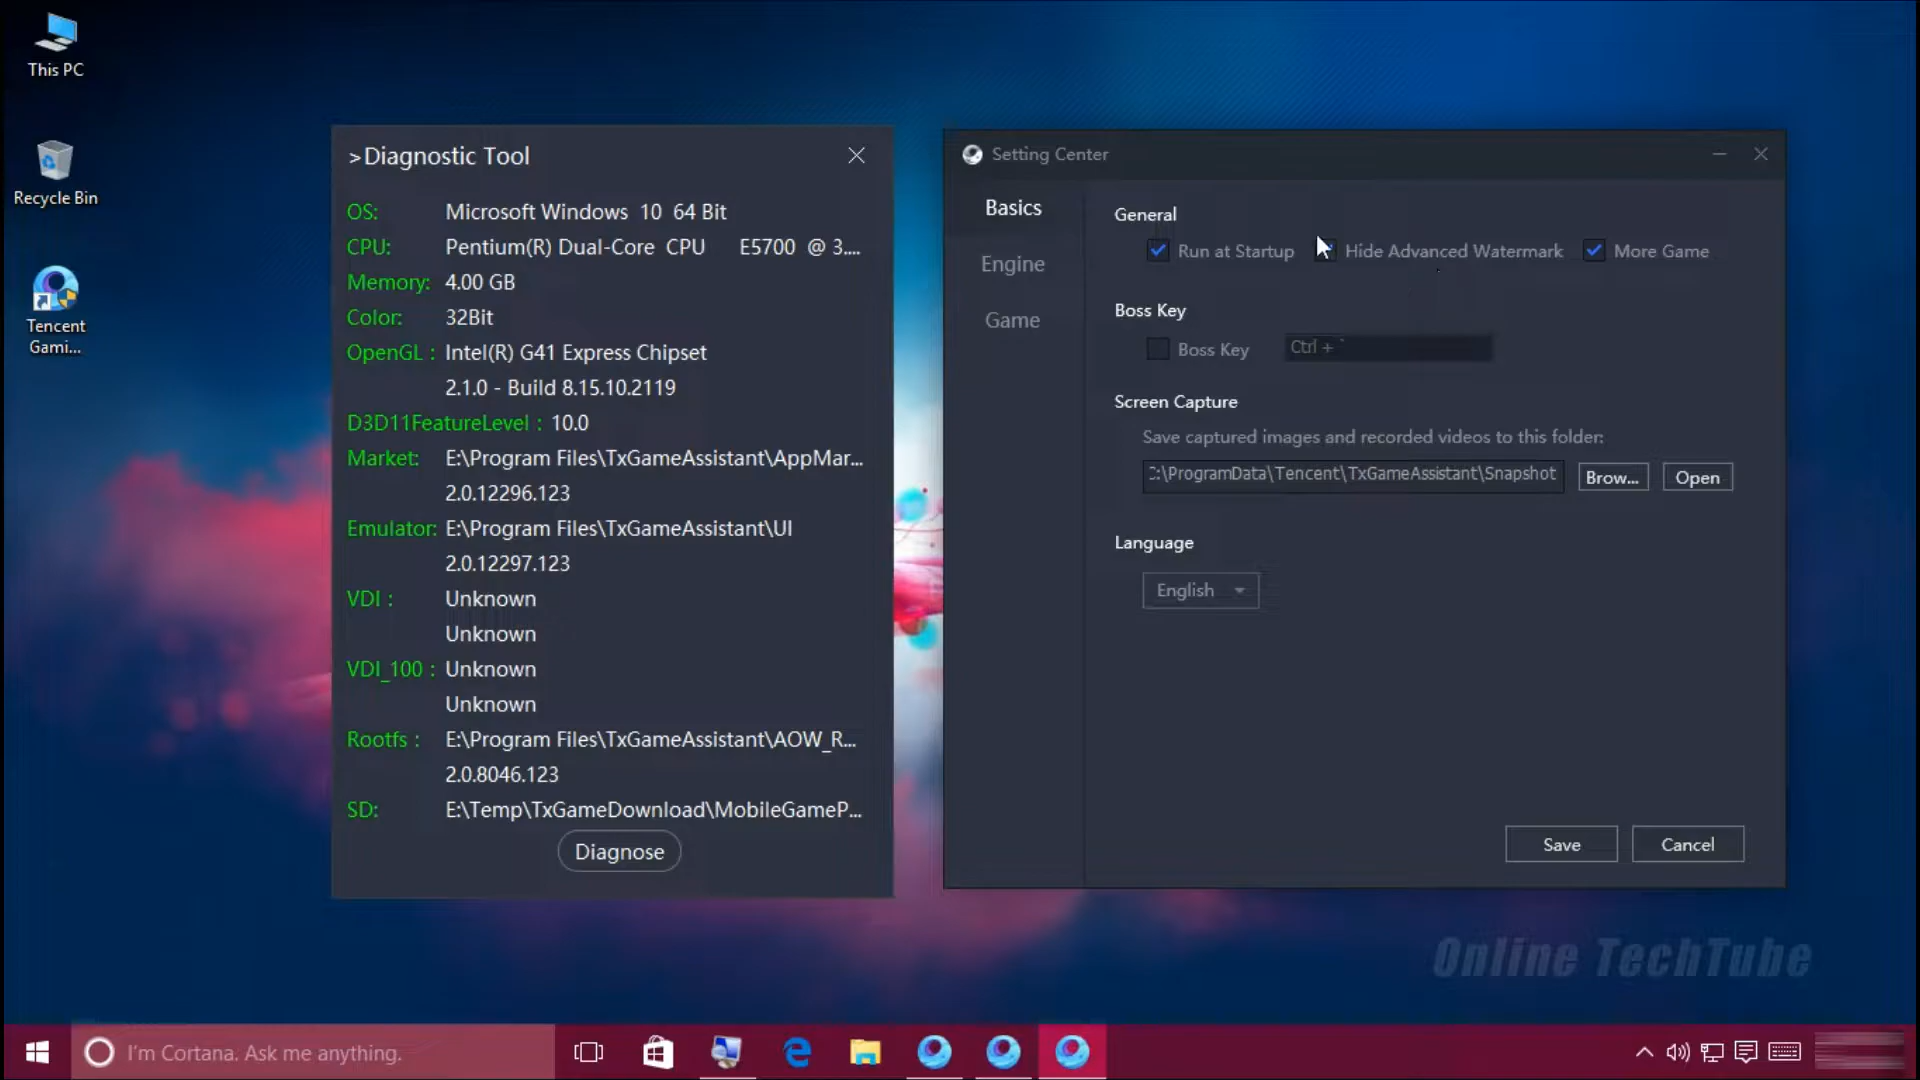 This PC
Recycle Bin
Tencent
Gami...
>Diagnostic Tool
OS: Microsoft Windows 10 64 Bit
CPU: Pentium(R) Dual-Core CPU E5700 @ 3....
Memory: 4.00 GB
Color: 32Bit
OpenGL : Intel(R) G41 Express Chipset
2.1.0 - Build 8.15.10.2119
D3D11FeatureLevel : 10.0
Market: E:\Program Files\TxGameAssistant\AppMar...
2.0.12296.123
Emulator: E:\Program Files\TxGameAssistant\UI
2.0.12297.123
VDI : Unknown
Unknown
VDI_100 : Unknown
Unknown
Rootfs : E:\Program Files\TxGameAssistant\AOW_R...
2.0.8046.123
SD: E:\Temp\TxGameDownload\MobileGameP...
Diagnose
Setting Center
Basics
Engine
Game
General
Run at Startup Hide Advanced Watermark More Game
Boss Key
Boss Key Ctrl + `
Screen Capture
Save captured images and recorded videos to this folder:
:\ProgramData\Tencent\TxGameAssistant\Snapshot Brow... Open
Language
English
Save Cancel
Online TechTube
I'm Cortana. Ask me anything.